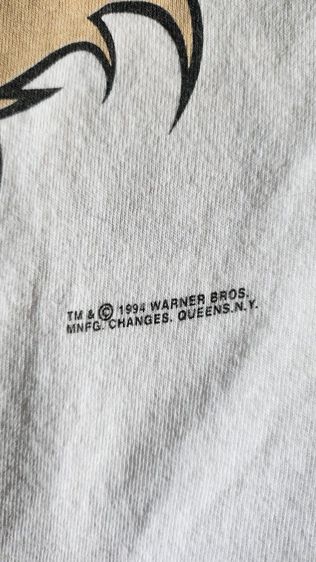 TM & © 1994 WARNER BROS.
MNFG. CHANGES. QUEENS.N.Y.